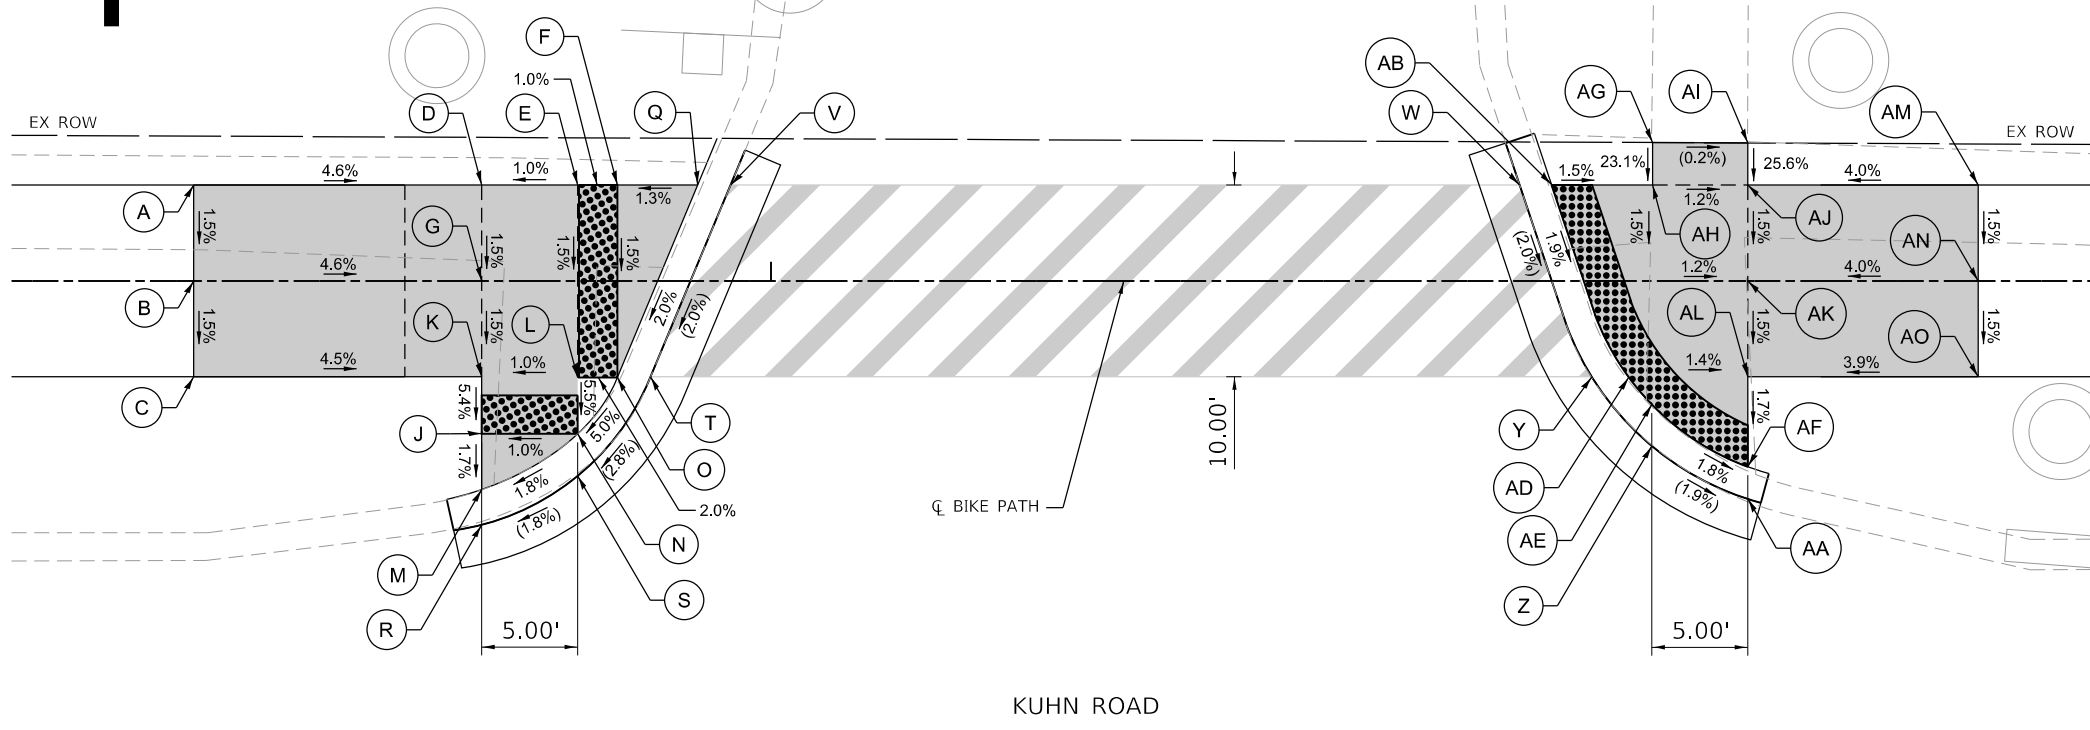 F
AB
1.0%
AG
AI
D
E
Q
V
W
AM
EX ROW
EX ROW
4.6%
1.0%
1.3%
1.5%
23.1%
(0.2%)
25.6%
4.0%
A
1.5%
G
1.5%
1.5%
1.5%
1.2%
1.5%
AH
1.5%
AJ
AN
1.5%
(2.0%)
1.9%
4.6%
1.2%
4.0%
B
1.5%
K
1.5%
L
2.0%
(2.0%)
AL
1.5%
AK
AO
1.5%
4.5%
1.0%
1.4%
3.9%
C
5.4%
5.5%
10.00'
1.7%
J
1.0%
5.0%
(2.8%)
T
Y
AF
1.7%
O
1.8%
(1.8%)
2.0%
AD
1.8%
(1.9%)
℄ BIKE PATH
N
AE
AA
M
S
Z
R
5.00'
5.00'
KUHN ROAD